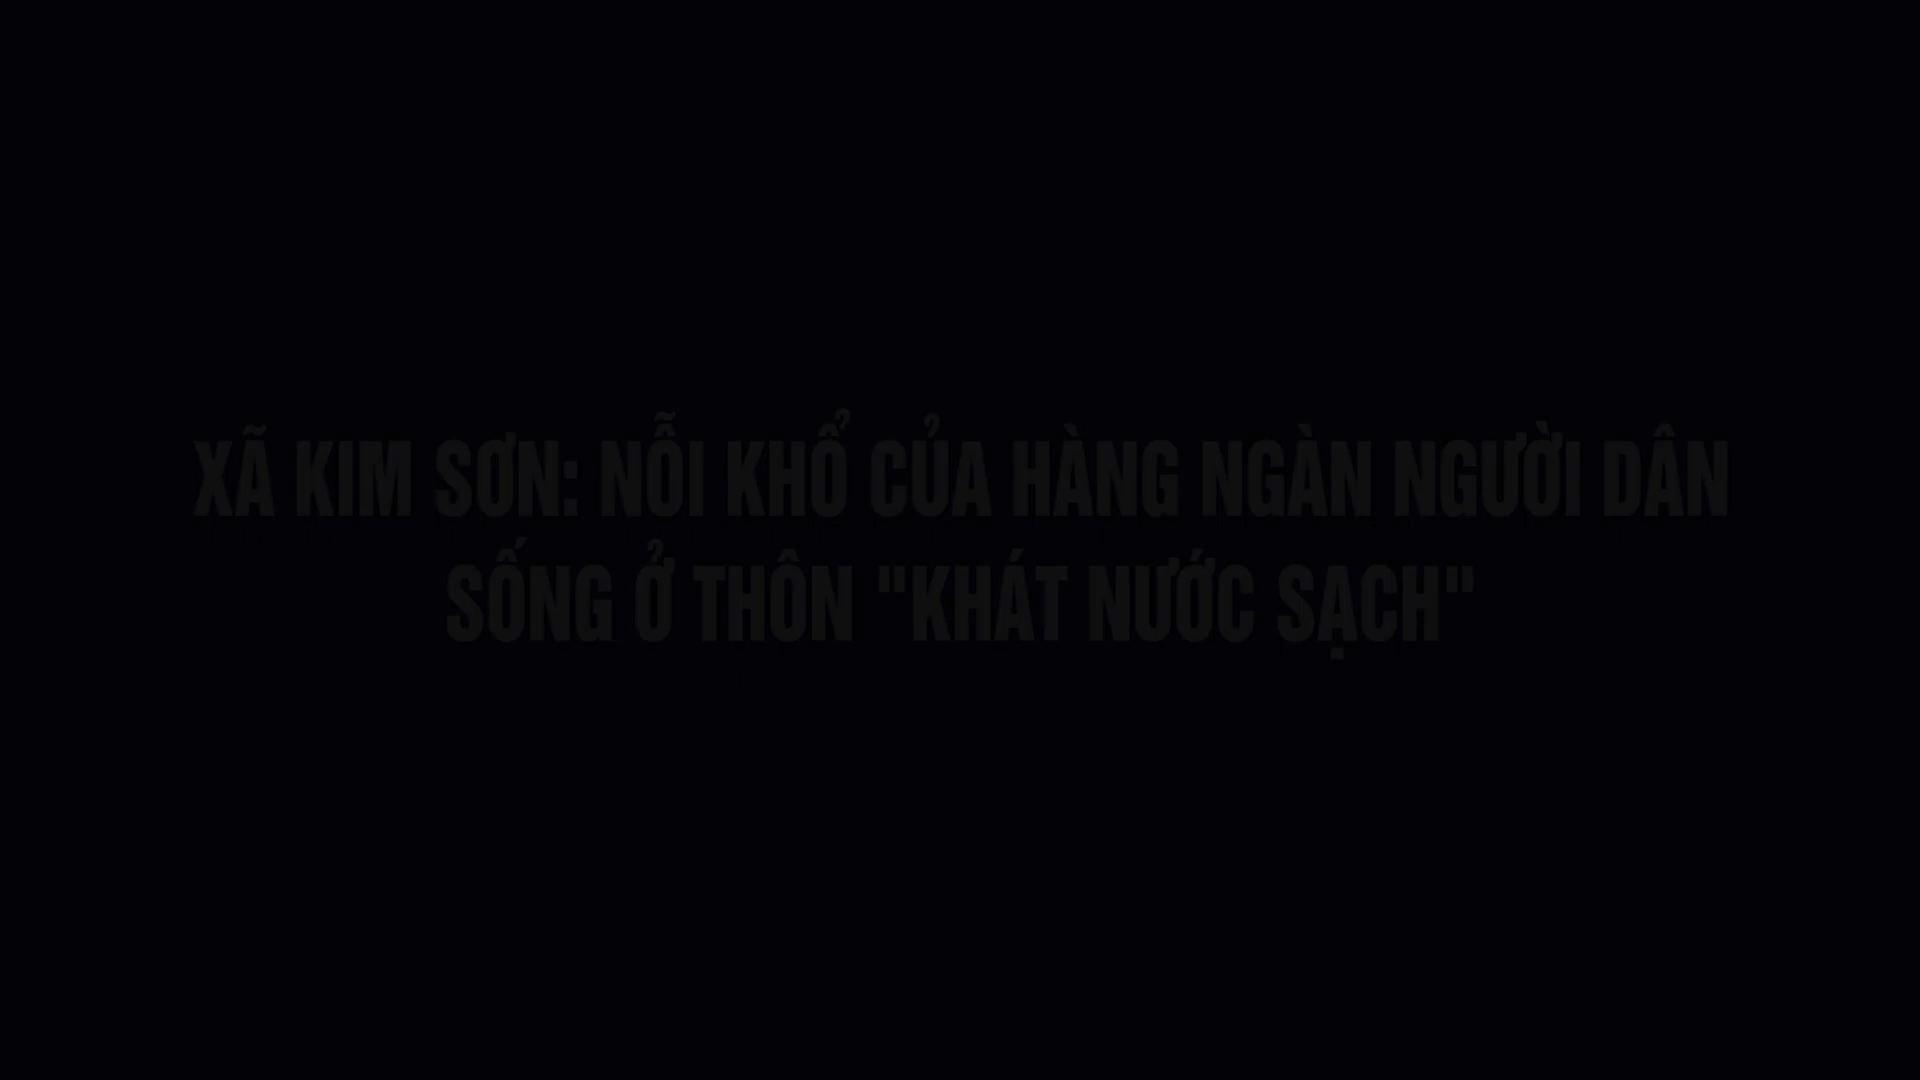 XÃ KIM SƠN: NỖI KHỔ CỦA HÀNG NGÀN NGƯỜI DÂN
SỐNG Ở THÔN "KHÁT NƯỚC SẠCH"